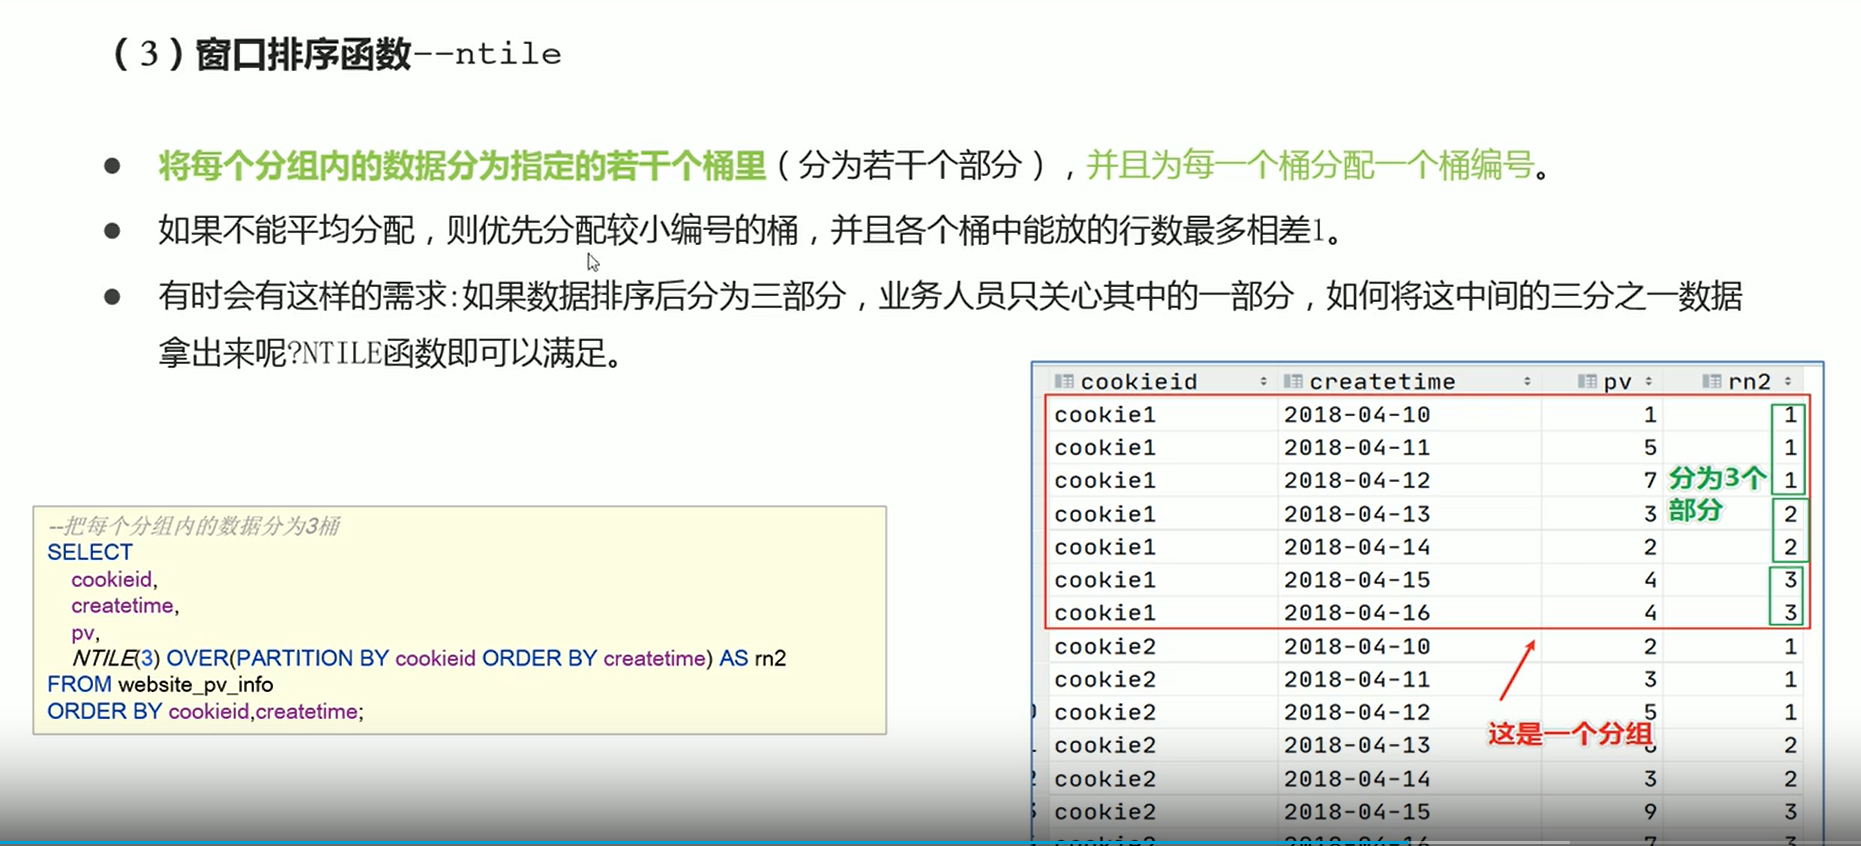 （3）窗口排序函数--ntile
● 将每个分组内的数据分为指定的若干个桶里（分为若干个部分），并且为每一个桶分配一个桶编号。
● 如果不能平均分配，则优先分配较小编号的桶，并且各个桶中能放的行数最多相差1。
● 有时会有这样的需求:如果数据排序后分为三部分，业务人员只关心其中的一部分，如何将这中间的三分之一数据
拿出来呢?NTILE函数即可以满足。
--把每个分组内的数据分为3桶
SELECT
cookieid,
createtime,
pv,
NTILE(3) OVER(PARTITION BY cookieid ORDER BY createtime) AS rn2
FROM website_pv_info
ORDER BY cookieid,createtime;
cookieid createtime pv rn2
cookie1 2018-04-10 1 1
cookie1 2018-04-11 5 1
cookie1 2018-04-12 7 1
cookie1 2018-04-13 3 2
cookie1 2018-04-14 2 2
cookie1 2018-04-15 4 3
cookie1 2018-04-16 4 3
分为3个
部分
cookie2 2018-04-10 2 1
cookie2 2018-04-11 3 1
cookie2 2018-04-12 5 1
cookie2 2018-04-13 2
cookie2 2018-04-14 3 2
cookie2 2018-04-15 9 3
这是一个分组